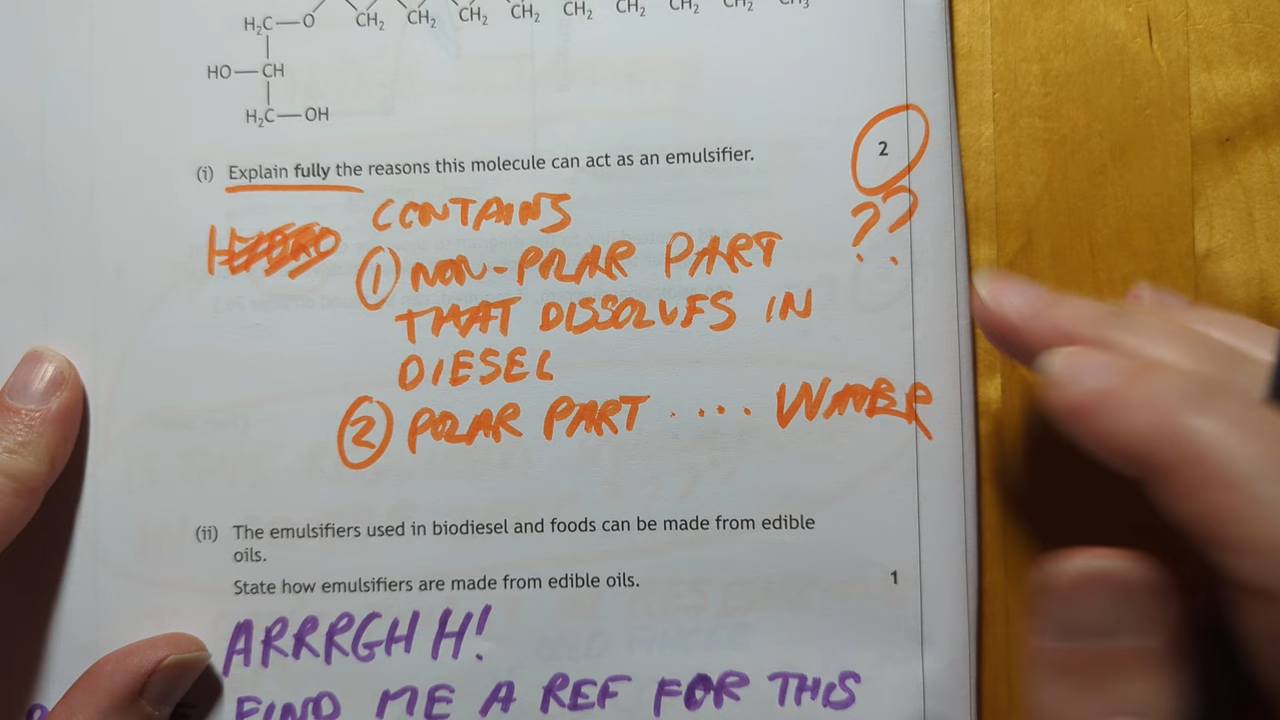 H₂C—O CH₂ CH₂ CH₂ CH₂ CH₂ CH₂ CH₂ CH₂ CH₃
HO—CH
H₂C—OH
(i) Explain fully the reasons this molecule can act as an emulsifier. 2
CONTAINS ??
① NON-POLAR PART
THAT DISSOLVES IN
DIESEL
② POLAR PART .... WATER
(ii) The emulsifiers used in biodiesel and foods can be made from edible
oils.
State how emulsifiers are made from edible oils. 1
ARRRGHH!
FIND ME A REF FOR THIS